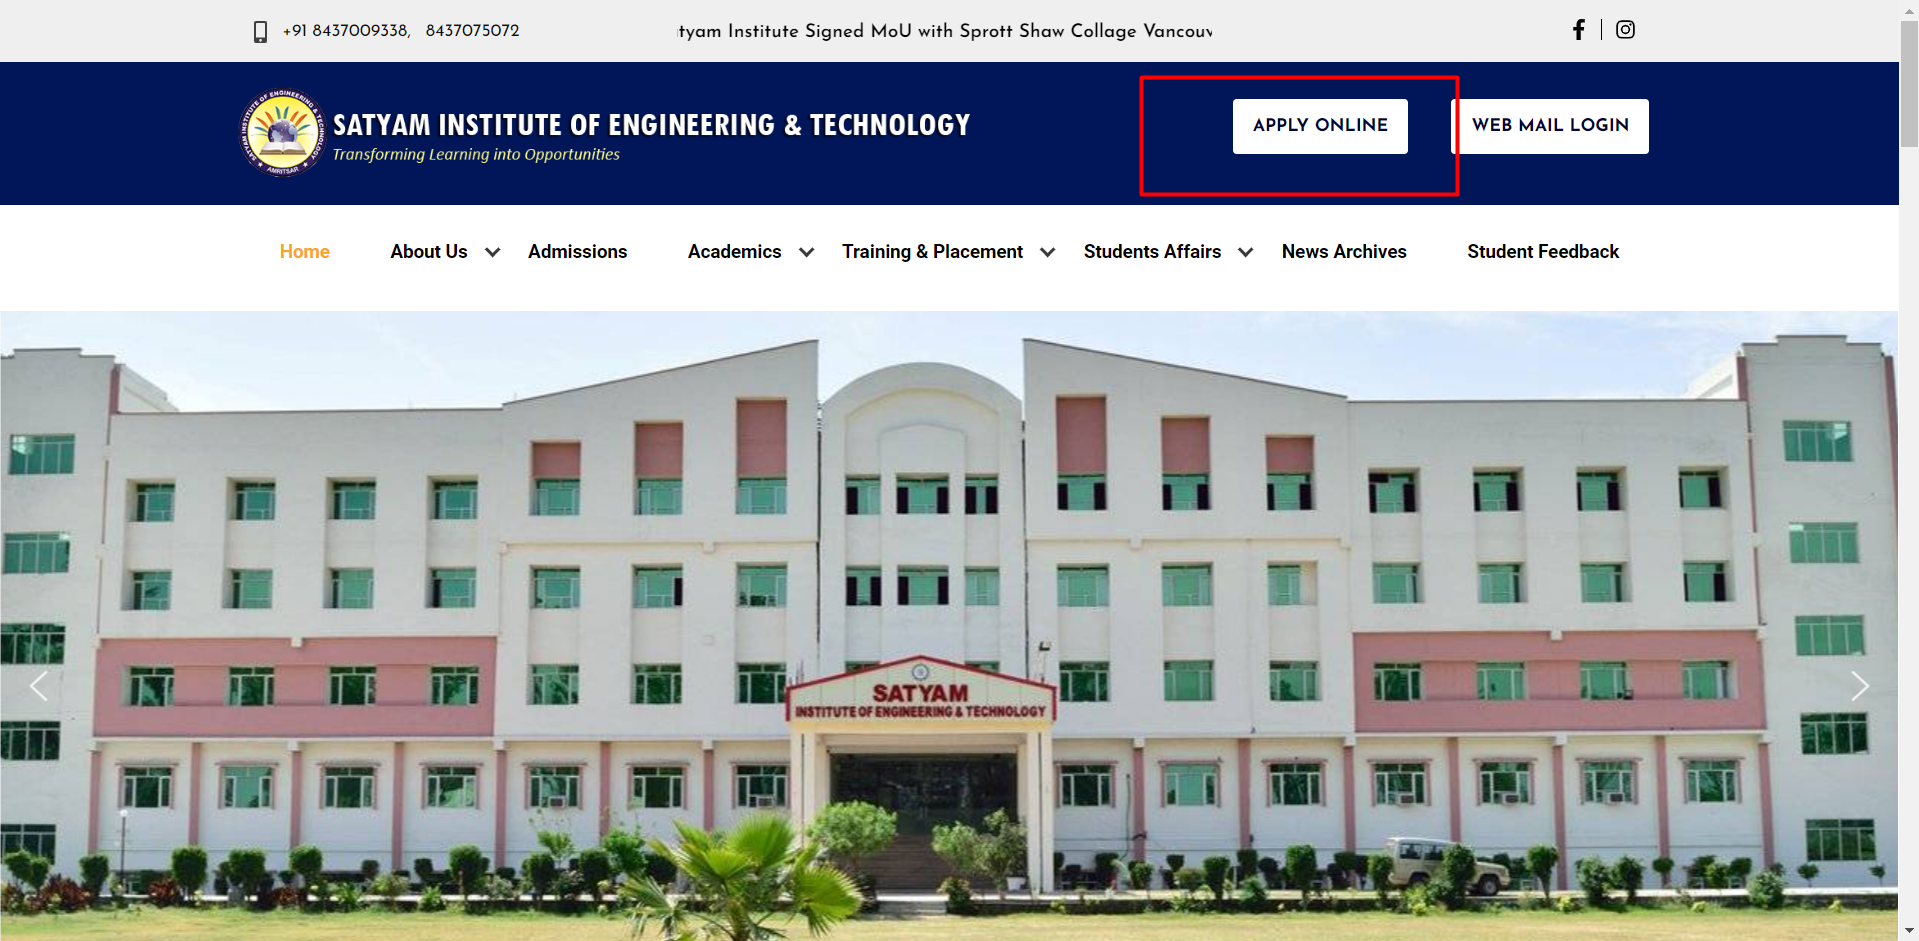 +91 8437009338, 8437075072
tyam Institute Signed MoU with Sprott Shaw Collage Vancouv
SATYAM INSTITUTE OF ENGINEERING & TECHNOLOGY
AMRITSAR
SATYAM INSTITUTE OF ENGINEERING & TECHNOLOGY
Transforming Learning into Opportunities
APPLY ONLINE
WEB MAIL LOGIN
Home
About Us
Admissions
Academics
Training & Placement
Students Affairs
News Archives
Student Feedback
SATYAM
INSTITUTE OF ENGINEERING & TECHNOLOGY